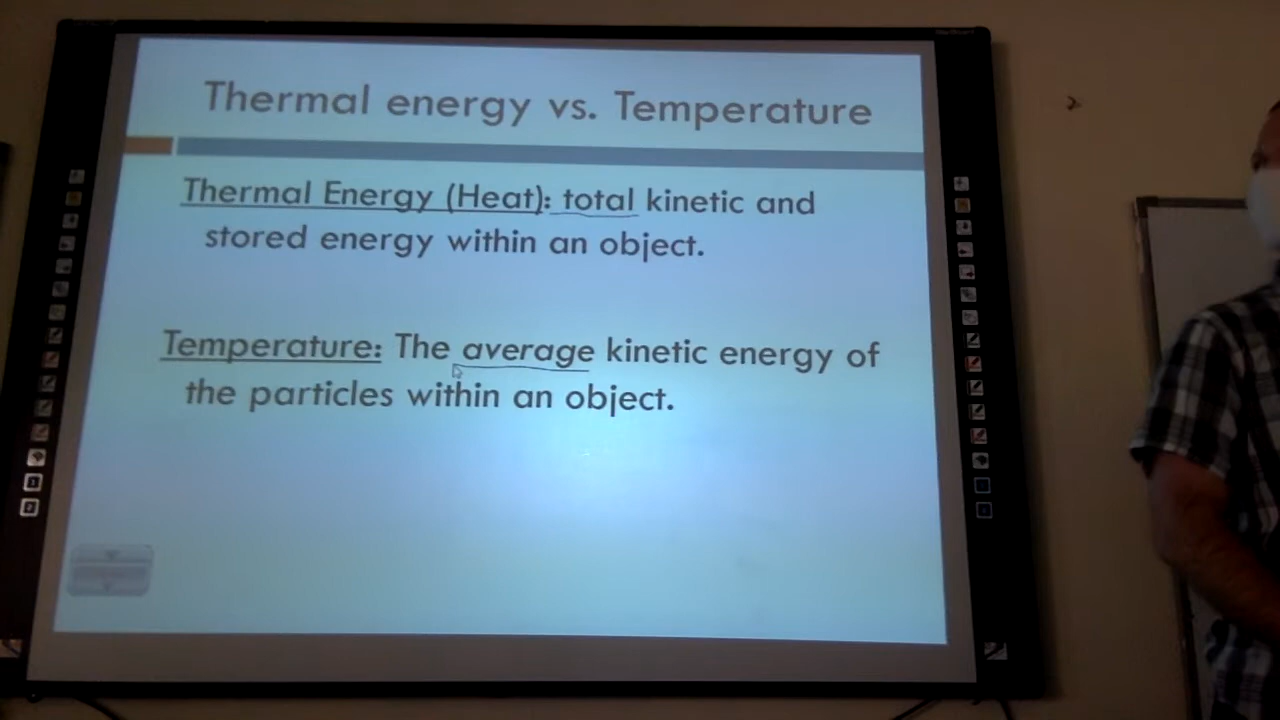 Thermal energy vs. Temperature
Thermal Energy (Heat): total kinetic and
stored energy within an object.
Temperature: The average kinetic energy of
the particles within an object.